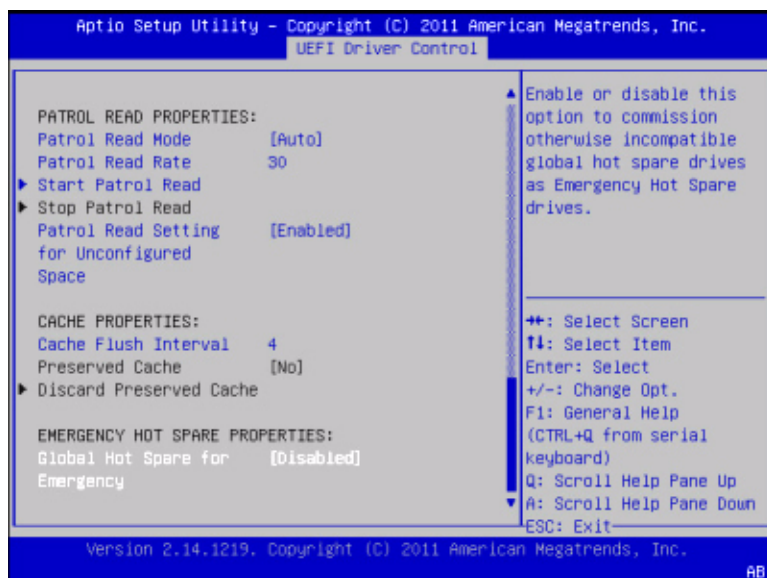 Aptio Setup Utility – Copyright (C) 2011 American Megatrends, Inc.
UEFI Driver Control
PATROL READ PROPERTIES:
Patrol Read Mode [Auto]
Patrol Read Rate 30
Start Patrol Read
Stop Patrol Read
Patrol Read Setting [Enabled]
for Unconfigured
Space
CACHE PROPERTIES:
Cache Flush Interval 4
Preserved Cache [No]
Discard Preserved Cache
EMERGENCY HOT SPARE PROPERTIES:
Global Hot Spare for [Disabled]
Emergency
Enable or disable this
option to commission
otherwise incompatible
global hot spare drives
as Emergency Hot Spare
drives.
→←: Select Screen
↑↓: Select Item
Enter: Select
+/-: Change Opt.
F1: General Help
(CTRL+Q from serial
keyboard)
Q: Scroll Help Pane Up
A: Scroll Help Pane Down
ESC: Exit
Version 2.14.1219. Copyright (C) 2011 American Megatrends, Inc.
AB